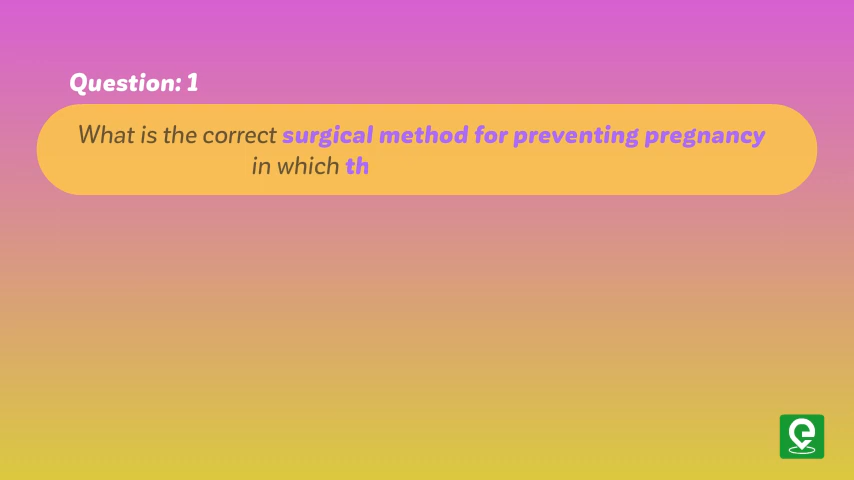 Question: 1
What is the correct surgical method for preventing pregnancy
in which th